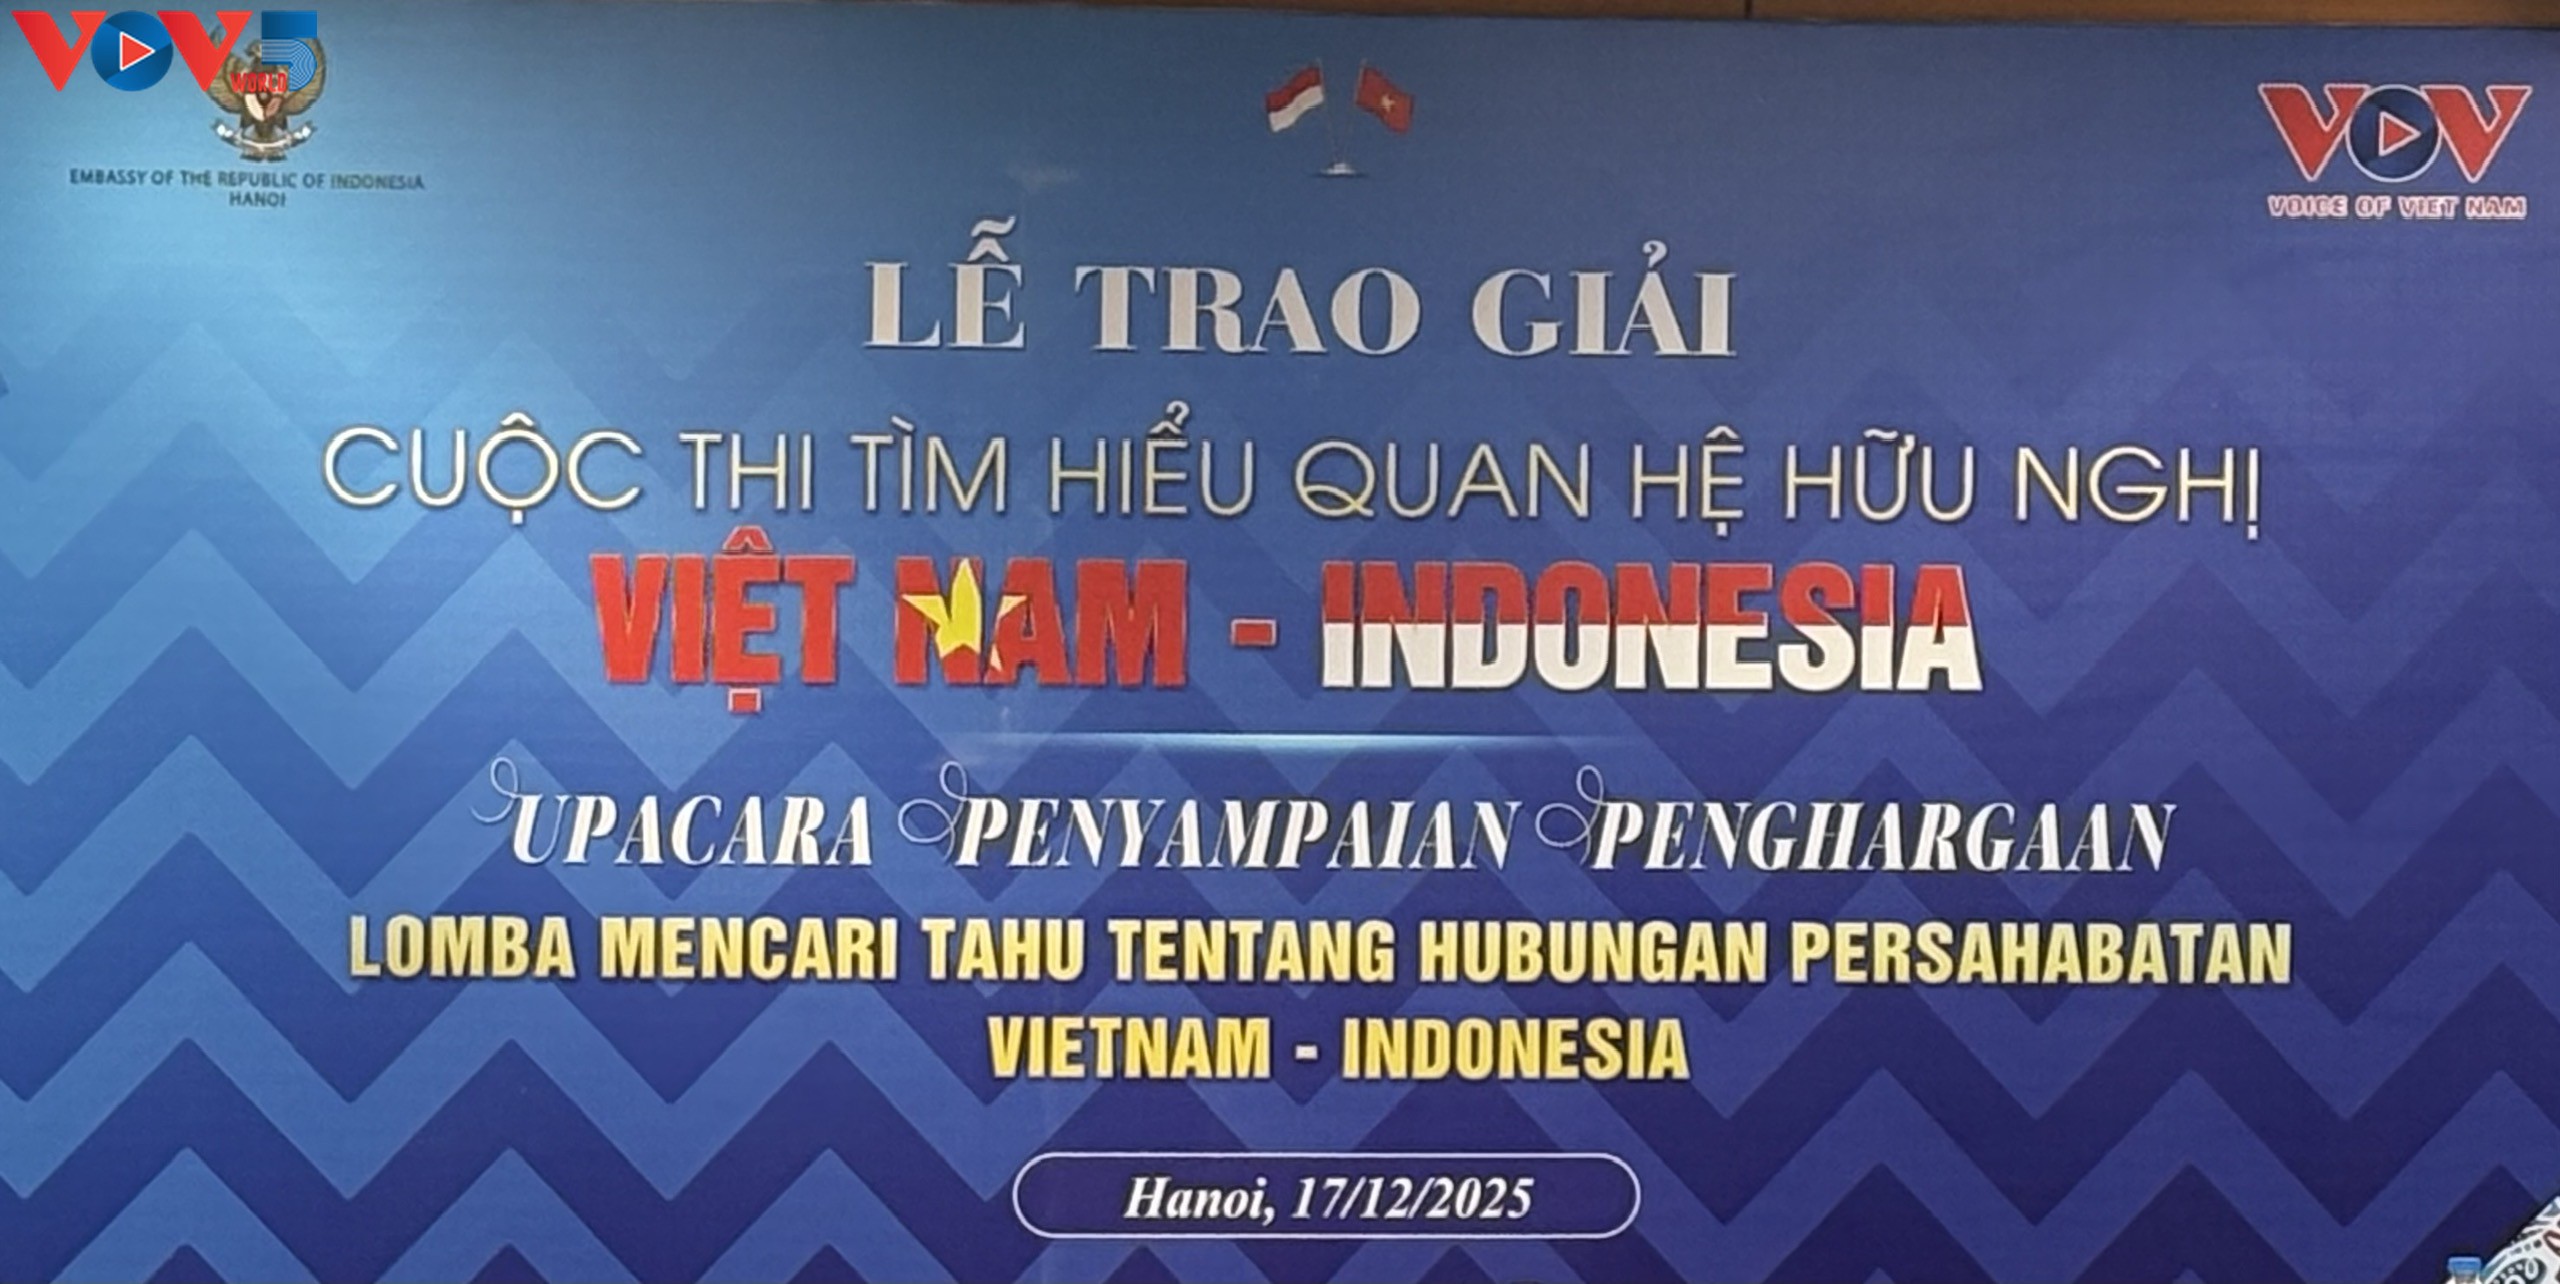 VOV5
WORLD
EMBASSY OF THE REPUBLIC OF INDONESIA
HANOI
VOV
VOICE OF VIET NAM
LỄ TRAO GIẢI
CUỘC THI TÌM HIỂU QUAN HỆ HỮU NGHỊ
VIỆT NAM - INDONESIA
UPACARA PENYAMPAIAN PENGHARGAAN
LOMBA MENCARI TAHU TENTANG HUBUNGAN PERSAHABATAN
VIETNAM - INDONESIA
Hanoi, 17/12/2025